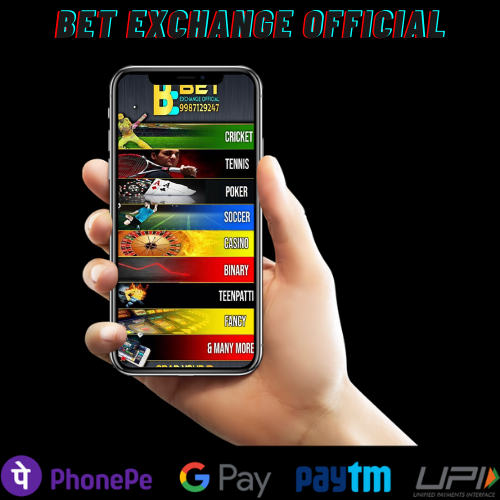 BET EXCHANGE OFFICIAL
BET
EXCHANGE OFFICIAL
9987129247
CRICKET
TENNIS
POKER
SOCCER
CASINO
BINARY
TEENPATTI
FANCY
& MANY MORE
PhonePe
G Pay
paytm
UPI
UNIFIED PAYMENTS INTERFACE